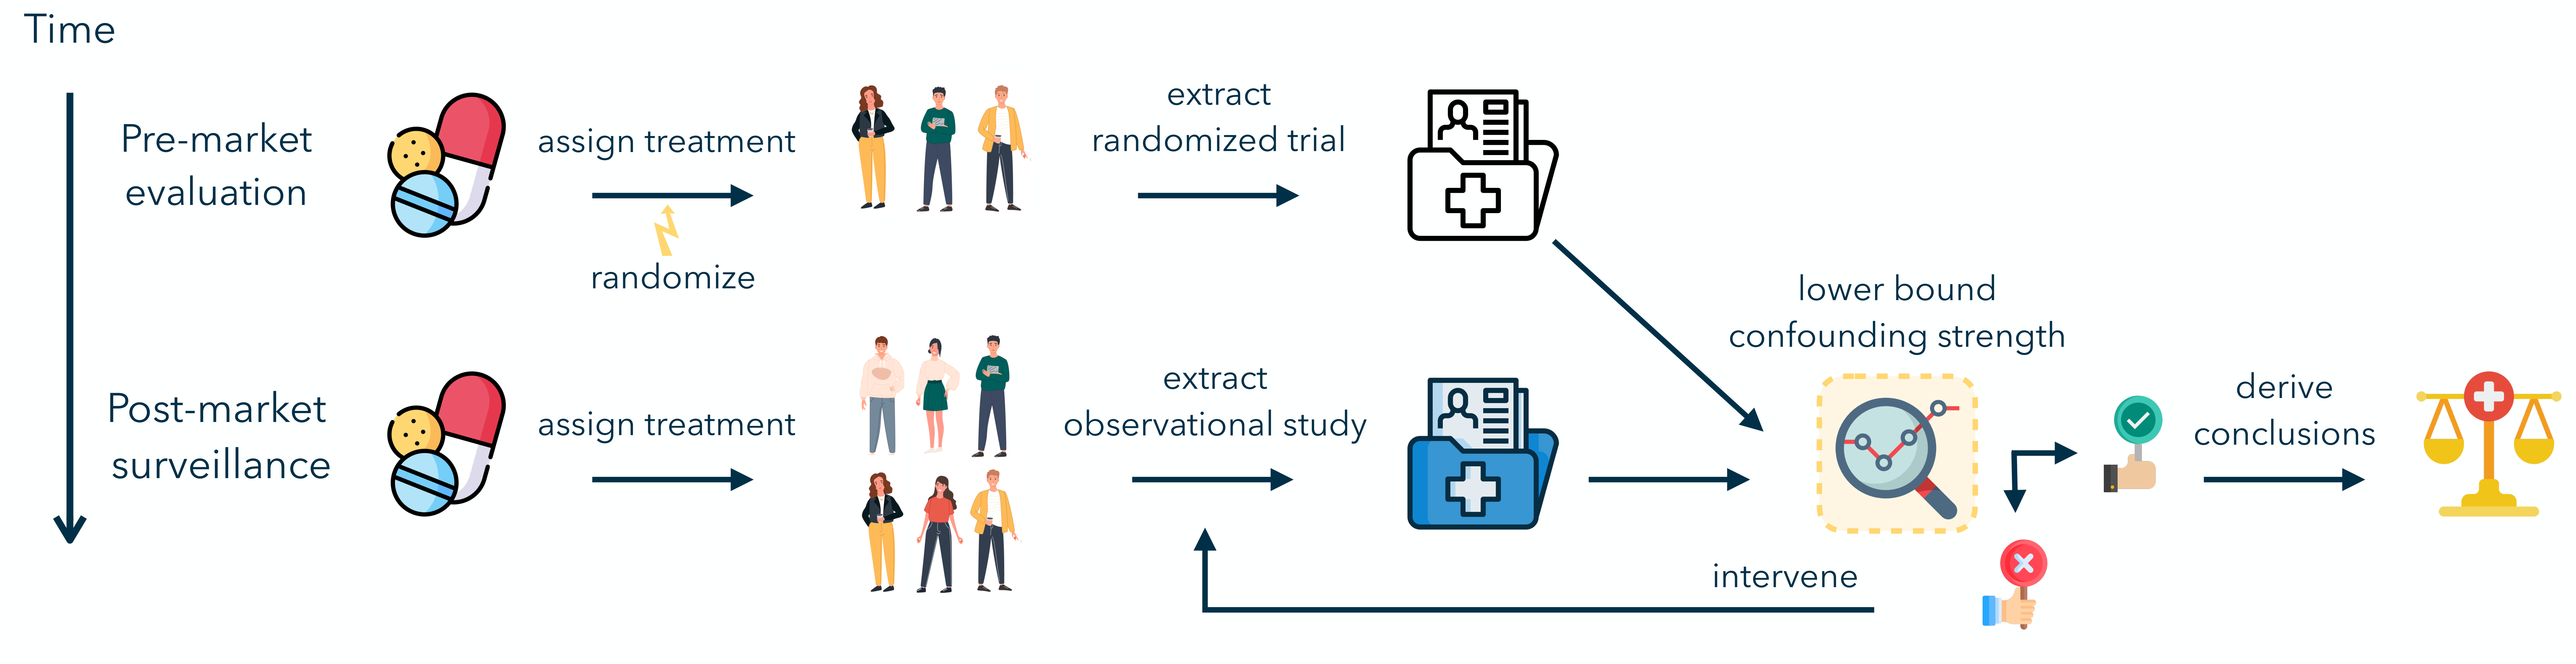 Time
Pre-market
evaluation
assign treatment
randomize
extract
randomized trial
Post-market
surveillance
assign treatment
extract
observational study
lower bound
confounding strength
intervene
derive
conclusions